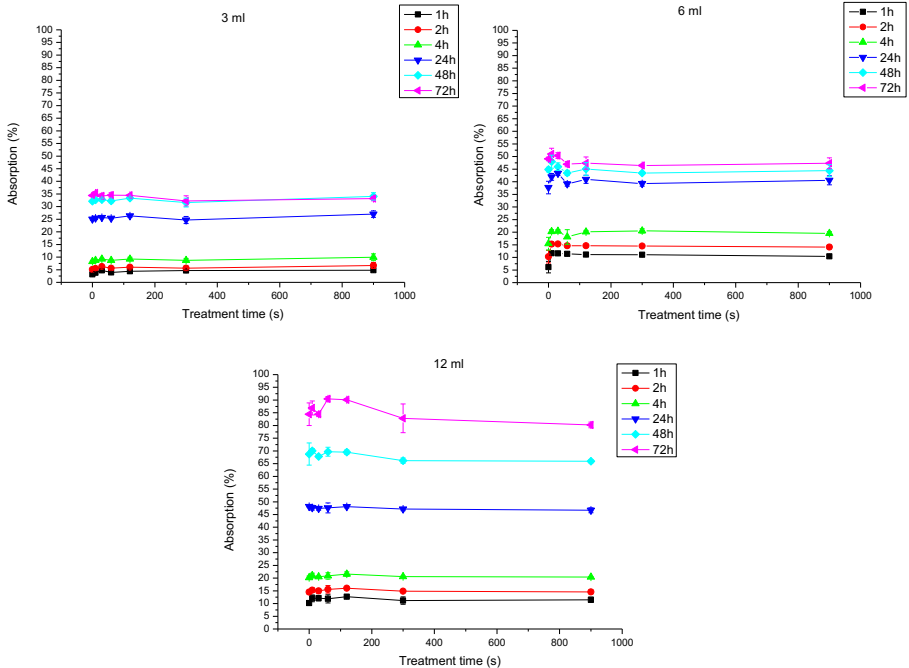 3 ml
1h
2h
4h
24h
48h
72h
100
95
90
85
80
75
70
65
60
55
50
45
40
35
30
25
20
15
10
5
0
Absorption (%)
0 200 400 600 800 1000
Treatment time (s)
6 ml
1h
2h
4h
24h
48h
72h
100
95
90
85
80
75
70
65
60
55
50
45
40
35
30
25
20
15
10
5
0
Absorption (%)
0 200 400 600 800 1000
Treatment time (s)
12 ml
1h
2h
4h
24h
48h
72h
100
95
90
85
80
75
70
65
60
55
50
45
40
35
30
25
20
15
10
5
0
Absorption (%)
0 200 400 600 800 1000
Treatment time (s)